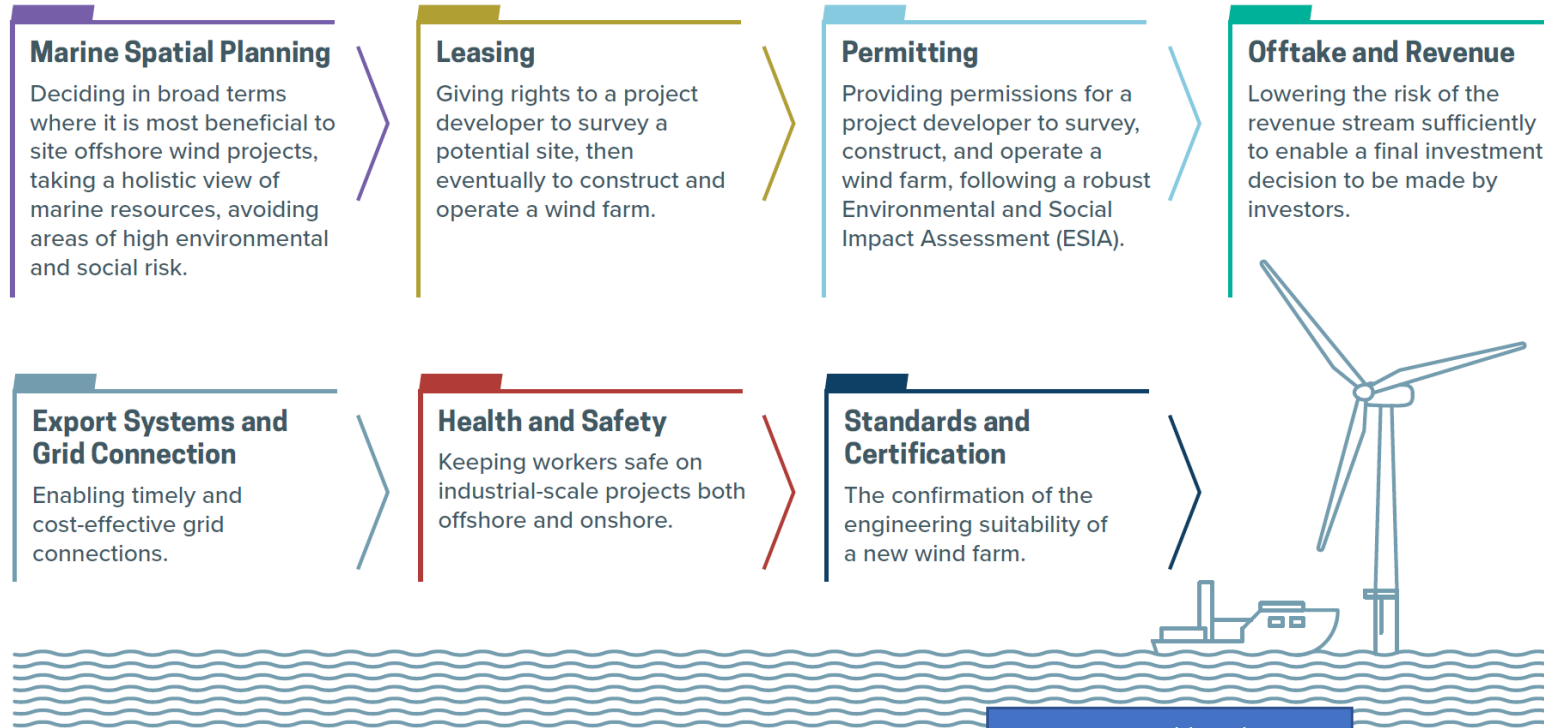 Marine Spatial Planning
Deciding in broad terms
where it is most beneficial to
site offshore wind projects,
taking a holistic view of
marine resources, avoiding
areas of high environmental
and social risk.
Leasing
Giving rights to a project
developer to survey a
potential site, then
eventually to construct and
operate a wind farm.
Permitting
Providing permissions for a
project developer to survey,
construct, and operate a
wind farm, following a robust
Environmental and Social
Impact Assessment (ESIA).
Offtake and Revenue
Lowering the risk of the
revenue stream sufficiently
to enable a final investment
decision to be made by
investors.
Export Systems and
Grid Connection
Enabling timely and
cost-effective grid
connections.
Health and Safety
Keeping workers safe on
industrial-scale projects both
offshore and onshore.
Standards and
Certification
The confirmation of the
engineering suitability of
a new wind farm.